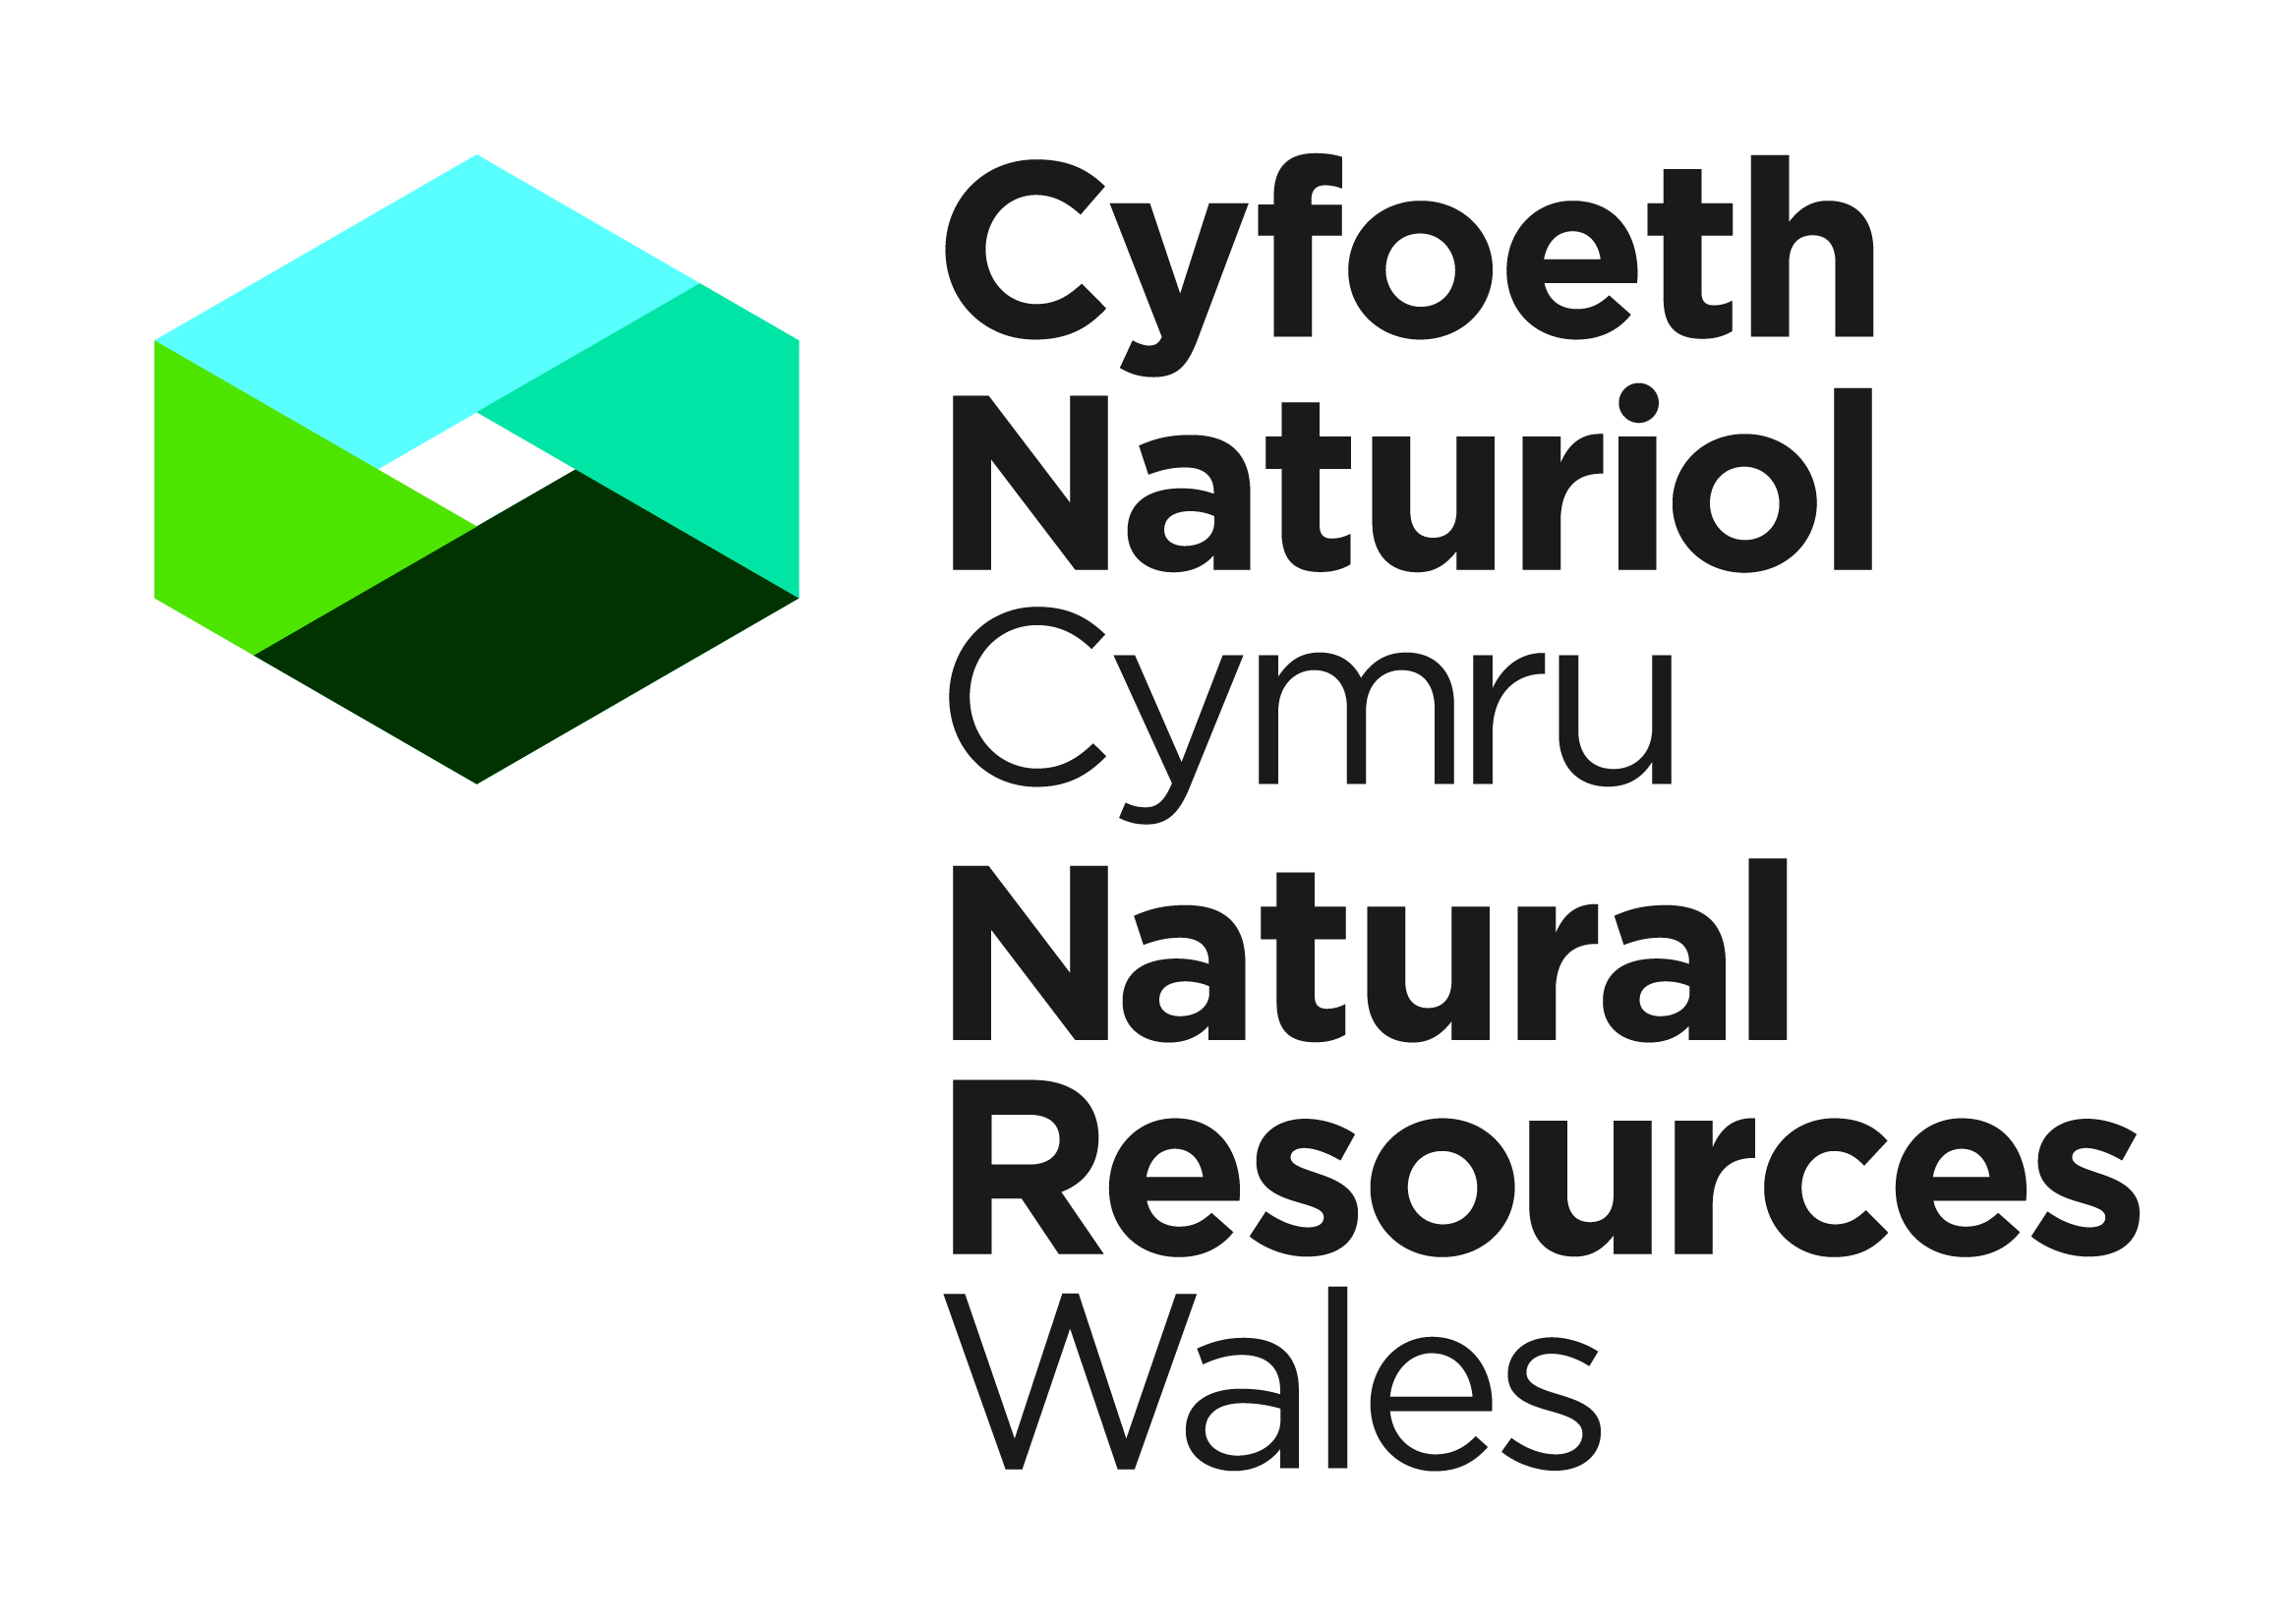 Cyfoeth
Naturiol
Cymru
Natural
Resources
Wales